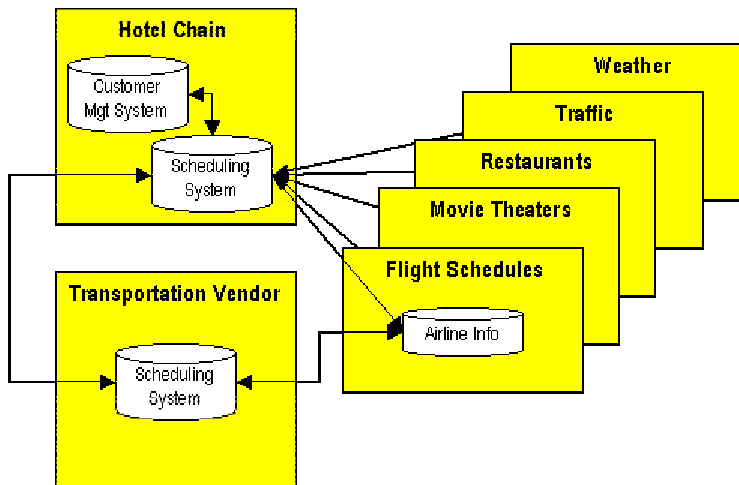 Hotel Chain
Customer
Mgt System
Scheduling
System
Weather
Traffic
Restaurants
Movie Theaters
Flight Schedules
Airline Info
Transportation Vendor
Scheduling
System